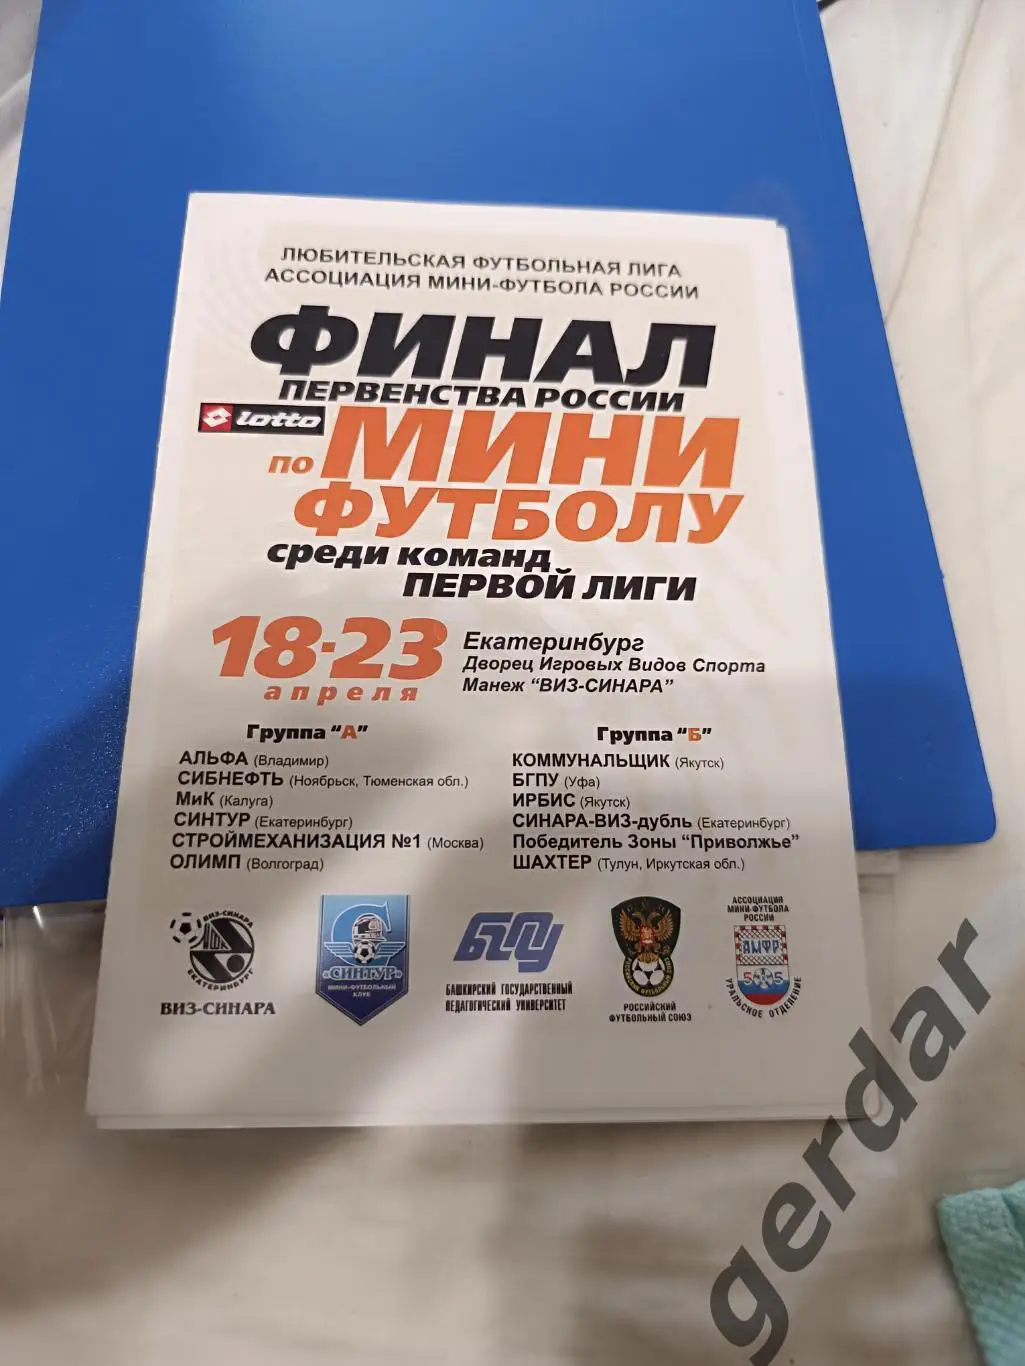 ЛЮБИТЕЛЬСКАЯ ФУТБОЛЬНАЯ ЛИГА
АССОЦИАЦИЯ МИНИ-ФУТБОЛА РОССИИ
ФИНАЛ
ПЕРВЕНСТВА РОССИИ
lotto
ПО МИНИ
ФУТБОЛУ
среди команд
ПЕРВОЙ ЛИГИ
18-23
апреля
Екатеринбург
Дворец Игровых Видов Спорта
Манеж "ВИЗ-СИНАРА"
Группа "А"
АЛЬФА (Владимир)
СИБНЕФТЬ (Ноябрьск, Тюменская обл.)
МиК (Калуга)
СИНТУР (Екатеринбург)
СТРОЙМЕХАНИЗАЦИЯ №1 (Москва)
ОЛИМП (Волгоград)
Группа "Б"
КОММУНАЛЬЩИК (Якутск)
БГПУ (Уфа)
ИРБИС (Якутск)
СИНАРА-ВИЗ-дубль (Екатеринбург)
Победитель Зоны "Приволжье"
ШАХТЕР (Тулун, Иркутская обл.)
ВИЗ-СИНАРА
ЕКАТЕРИНБУРГ
ВИЗ-СИНАРА
«СИНТУР»
МИНИ-ФУТБОЛЬНЫЙ
КЛУБ
БГПУ
БАШКИРСКИЙ ГОСУДАРСТВЕННЫЙ
ПЕДАГОГИЧЕСКИЙ УНИВЕРСИТЕТ
РОССИЙСКИЙ
ФУТБОЛЬНЫЙ СОЮЗ
АССОЦИАЦИЯ
МИНИ-ФУТБОЛА
РОССИИ
АМФР
5 5
УРАЛЬСКОЕ ОТДЕЛЕНИЕ
gerdar